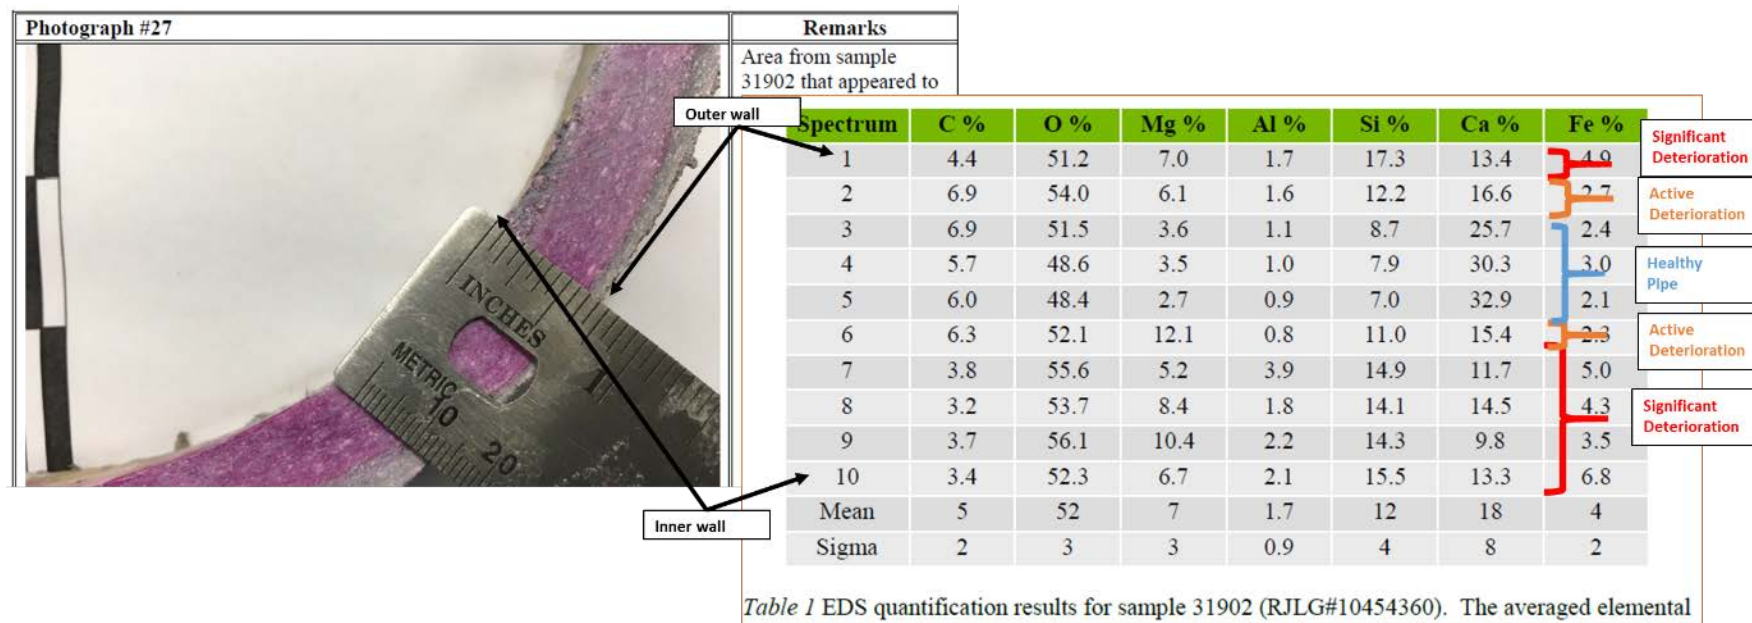 Photograph #27
Remarks
Area from sample
31902 that appeared to
INCHES
METRIC
1
10
20
Outer wall
Inner wall
Spectrum C % O % Mg % Al % Si % Ca % Fe %
1 4.4 51.2 7.0 1.7 17.3 13.4 4.9
2 6.9 54.0 6.1 1.6 12.2 16.6 2.7
3 6.9 51.5 3.6 1.1 8.7 25.7 2.4
4 5.7 48.6 3.5 1.0 7.9 30.3 3.0
5 6.0 48.4 2.7 0.9 7.0 32.9 2.1
6 6.3 52.1 12.1 0.8 11.0 15.4 2.3
7 3.8 55.6 5.2 3.9 14.9 11.7 5.0
8 3.2 53.7 8.4 1.8 14.1 14.5 4.3
9 3.7 56.1 10.4 2.2 14.3 9.8 3.5
10 3.4 52.3 6.7 2.1 15.5 13.3 6.8
Mean 5 52 7 1.7 12 18 4
Sigma 2 3 3 0.9 4 8 2
Significant
Deterioration
Active
Deterioration
Healthy
PIpe
Active
Deterioration
Significant
Deterioration
Table 1 EDS quantification results for sample 31902 (RJLG#10454360). The averaged elemental